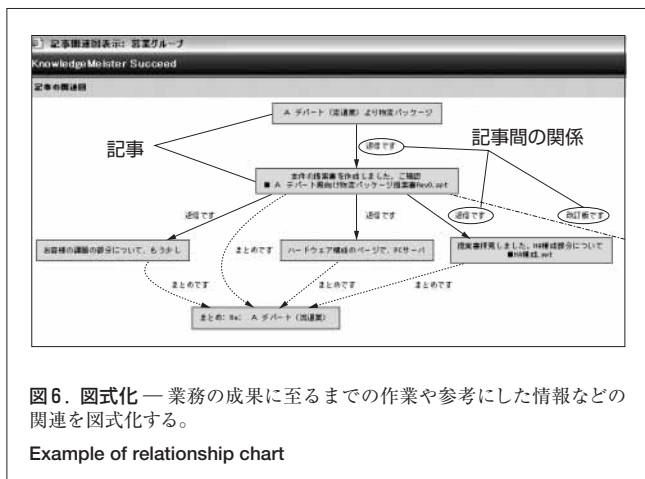 記事関連図表示: 営業グループ
KnowledgeMeister Succeed
記事の関連図
A デパート（流通業）より物流パッケージ
記事
記事間の関係
返信です
本件の提案書を作成しました。ご確認
■ A デパート殿向け物流パッケージ提案書Rev0.ppt
返信です
返信です
返信です
改訂版です
お客様の課題の部分について、もう少し
まとめです
ハードウェア構成のページで、PCサーバ
提案書拝見しました。HA構成部分について
■HA構成.ppt
まとめです
まとめです
まとめです
まとめ: Re: A デパート（流通業）
図6．図式化 — 業務の成果に至るまでの作業や参考にした情報などの
関連を図式化する。
Example of relationship chart